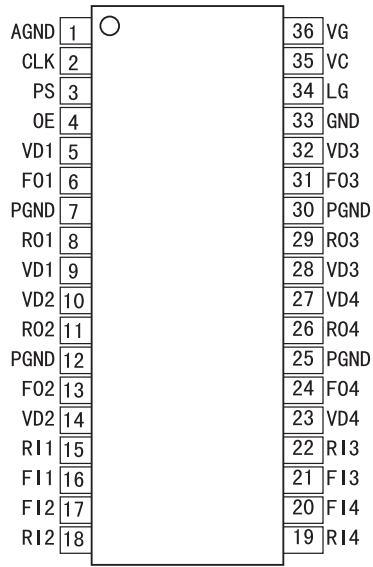 AGND 1 36 VG
CLK 2 35 VC
PS 3 34 LG
OE 4 33 GND
VD1 5 32 VD3
FO1 6 31 FO3
PGND 7 30 PGND
RO1 8 29 RO3
VD1 9 28 VD3
VD2 10 27 VD4
RO2 11 26 RO4
PGND 12 25 PGND
FO2 13 24 FO4
VD2 14 23 VD4
RI1 15 22 RI3
FI1 16 21 FI3
FI2 17 20 FI4
RI2 18 19 RI4